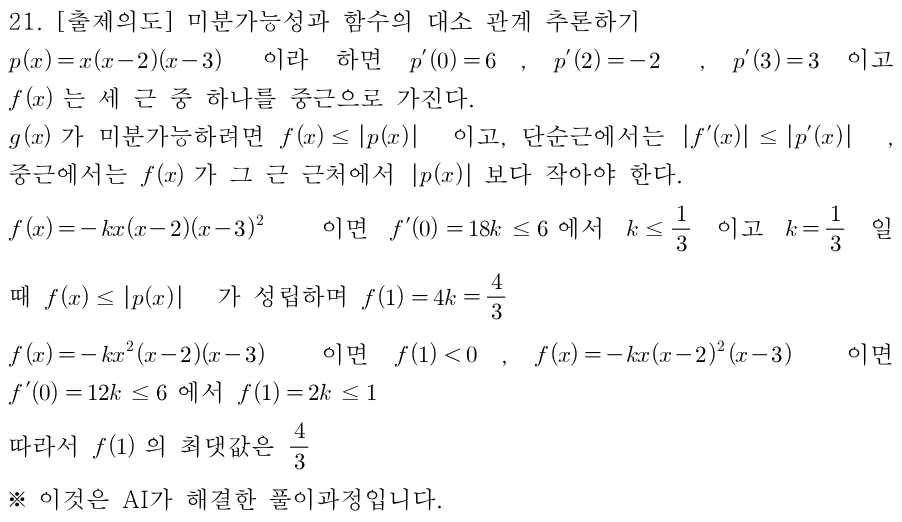 21. [출제의도] 미분가능성과 함수의 대소 관계 추론하기
p(x)=x(x−2)(x−3) 이라 하면 p′(0)=6 , p′(2)=−2 , p′(3)=3 이고
f(x)는 세 근 중 하나를 중근으로 가진다.
g(x)가 미분가능하려면 f(x)≤|p(x)| 이고, 단순근에서는 |f′(x)|≤|p′(x)| ,
중근에서는 f(x)가 그 근 근처에서 |p(x)|보다 작아야 한다.
f(x)=−kx(x−2)(x−3)² 이면 f′(0)=18k≤6에서 k≤1/3 이고 k=1/3 일
때 f(x)≤|p(x)| 가 성립하며 f(1)=4k=4/3
f(x)=−kx²(x−2)(x−3) 이면 f(1)<0 , f(x)=−kx(x−2)²(x−3) 이면
f′(0)=12k≤6에서 f(1)=2k≤1
따라서 f(1)의 최댓값은 4/3
※ 이것은 AI가 해결한 풀이과정입니다.